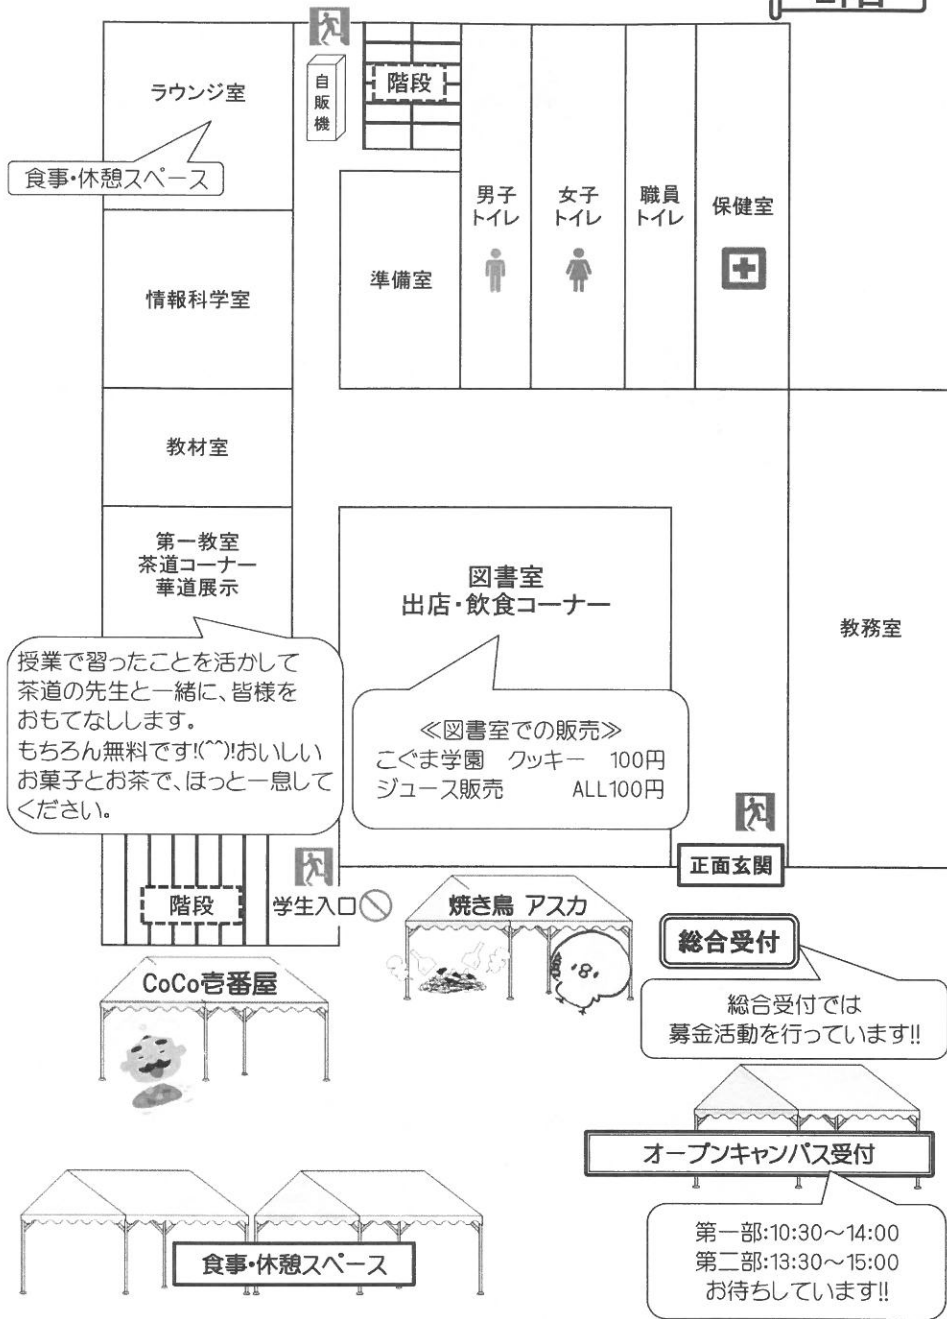 ラウンジ室
食事・休憩スペース
自販機
階段
男子
トイレ
女子
トイレ
職員
トイレ
保健室
準備室
情報科学室
教材室
第一教室
茶道コーナー
華道展示
授業で習ったことを活かして
茶道の先生と一緒に、皆様を
おもてなしします。
もちろん無料です!(^^)!おいしい
お菓子とお茶で、ほっと一息して
ください。
図書室
出店・飲食コーナー
≪図書室での販売≫
こぐま学園 クッキー 100円
ジュース販売 ALL100円
教務室
正面玄関
階段
学生入口
焼き鳥 アスカ
総合受付
総合受付では
募金活動を行っています!!
CoCo壱番屋
オープンキャンパス受付
第一部:10:30～14:00
第二部:13:30～15:00
お待ちしています!!
食事・休憩スペース